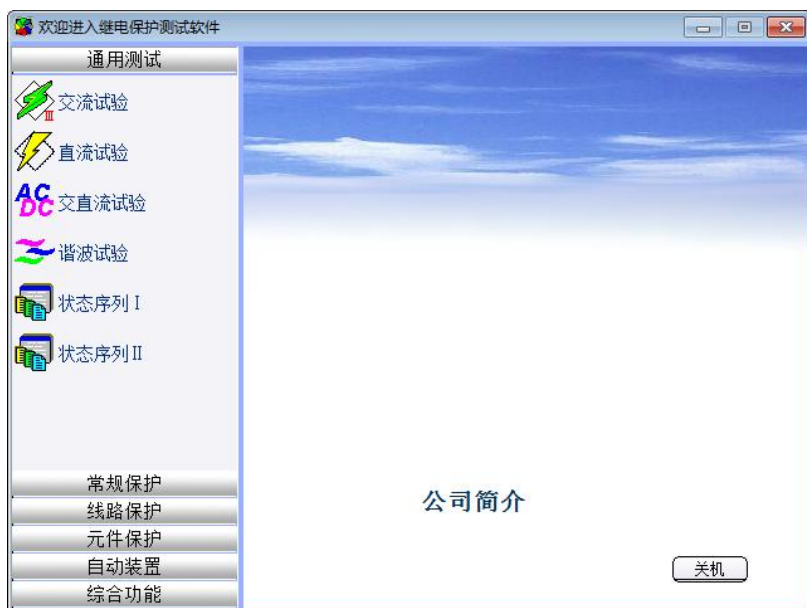 欢迎进入继电保护测试软件
通用测试
III
交流试验
直流试验
AC
DC
交直流试验
谐波试验
状态序列 I
状态序列 II
常规保护
线路保护
元件保护
自动装置
综合功能
公司简介
关机